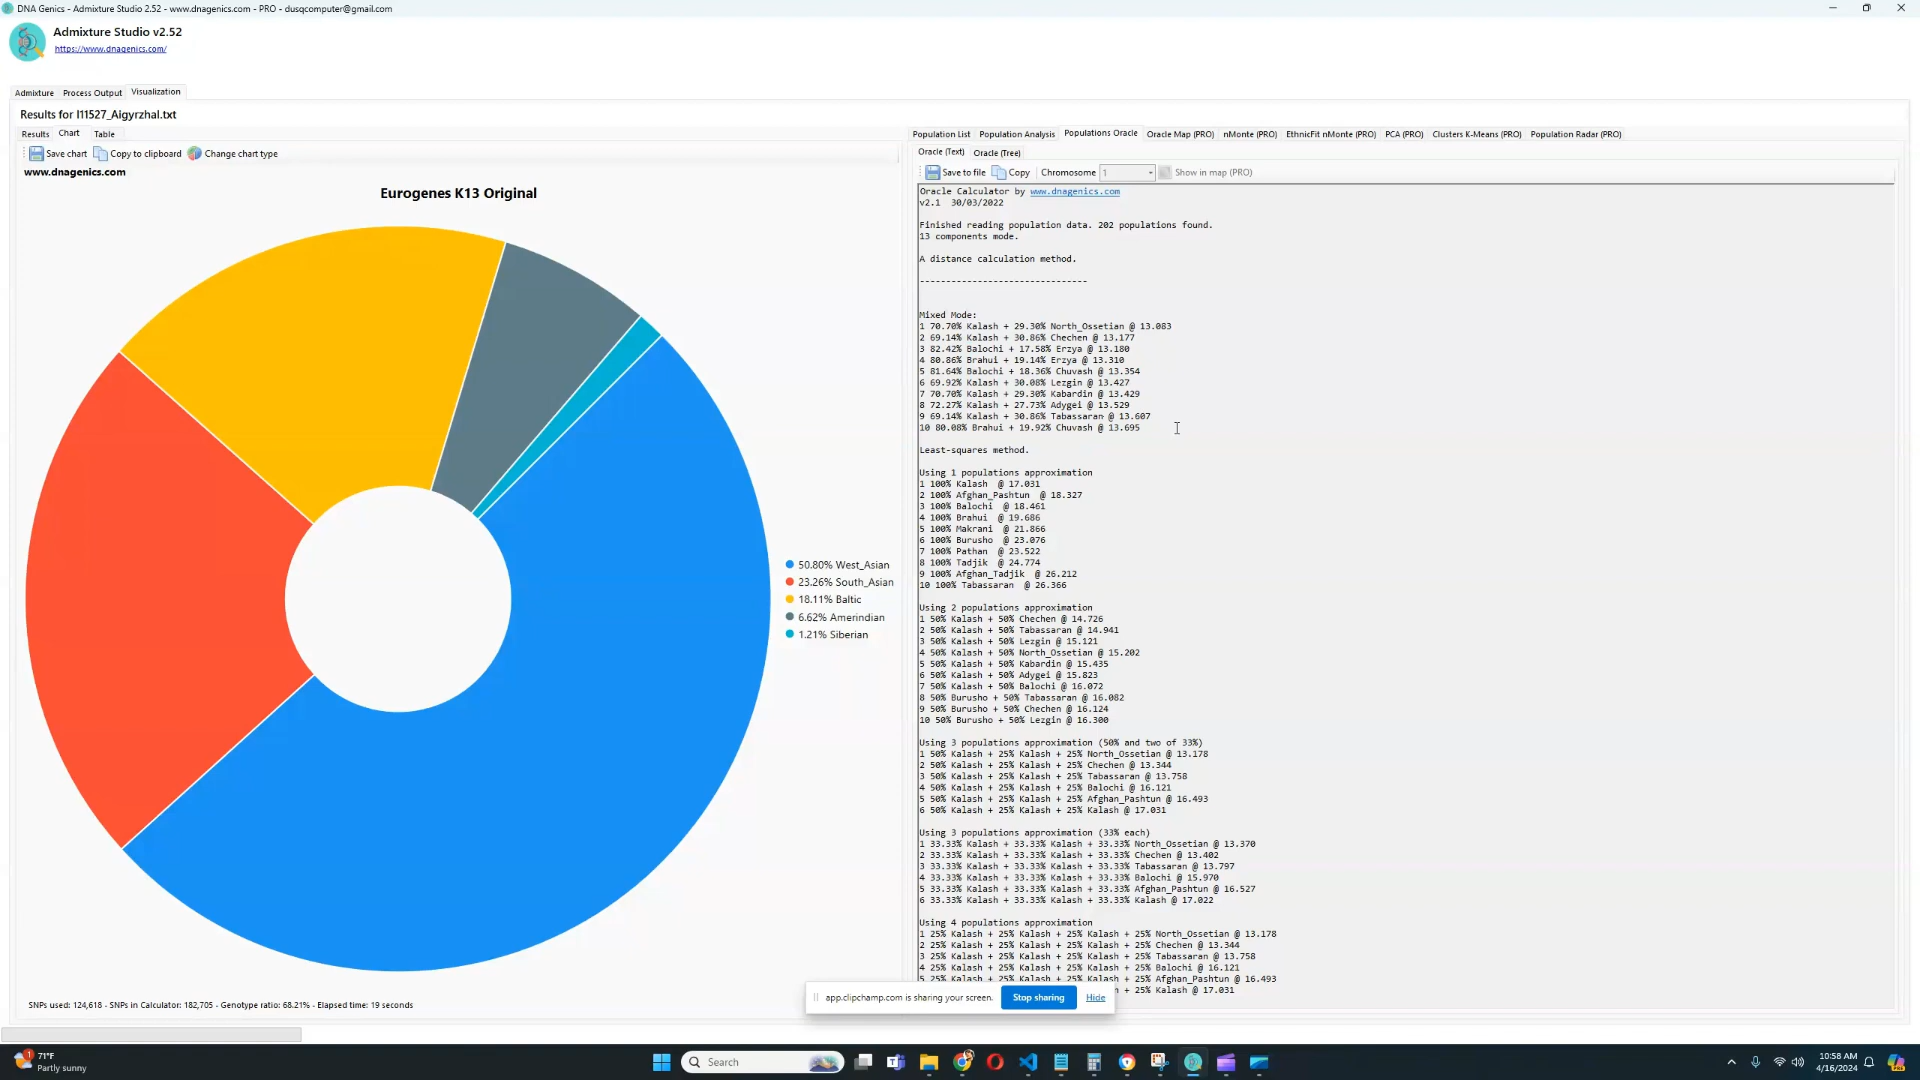 DNA Genics - Admixture Studio 2.52 - www.dnagenics.com - PRO - dusqcomputer@gmail.com
Admixture Studio v2.52
https://www.dnagenics.com/
Admixture Process Output Visualization
Results for I11527_Aigyrzhal.txt
Results Chart Table
Save chart Copy to clipboard Change chart type
www.dnagenics.com
Eurogenes K13 Original
50.80% West_Asian
23.26% South_Asian
18.11% Baltic
6.62% Amerindian
1.21% Siberian
SNPs used: 124,618 - SNPs in Calculator: 182,705 - Genotype ratio: 68.21% - Elapsed time: 19 seconds
Population List Population Analysis Populations Oracle Oracle Map (PRO) nMonte (PRO) EthnicFit nMonte (PRO) PCA (PRO) Clusters K-Means (PRO) Population Radar (PRO)
Oracle (Text) Oracle (Tree)
Save to file Copy Chromosome 1 Show in map (PRO)
Oracle Calculator by www.dnagenics.com
v2.1 30/03/2022
Finished reading population data. 202 populations found.
13 components mode.
A distance calculation method.
--------------------------------
Mixed Mode:
1 70.70% Kalash + 29.30% North_Ossetian @ 13.083
2 69.14% Kalash + 30.86% Chechen @ 13.177
3 82.42% Balochi + 17.58% Erzya @ 13.180
4 80.86% Brahui + 19.14% Erzya @ 13.310
5 81.64% Balochi + 18.36% Chuvash @ 13.354
6 69.92% Kalash + 30.08% Lezgin @ 13.427
7 70.70% Kalash + 29.30% Kabardin @ 13.429
8 72.27% Kalash + 27.73% Adygei @ 13.529
9 69.14% Kalash + 30.86% Tabassaran @ 13.607
10 80.08% Brahui + 19.92% Chuvash @ 13.695
Least-squares method.
Using 1 populations approximation
1 100% Kalash @ 17.031
2 100% Afghan_Pashtun @ 18.327
3 100% Balochi @ 18.461
4 100% Brahui @ 19.686
5 100% Makrani @ 21.866
6 100% Burusho @ 23.076
7 100% Pathan @ 23.522
8 100% Tadjik @ 24.774
9 100% Afghan_Tadjik @ 26.212
10 100% Tabassaran @ 26.366
Using 2 populations approximation
1 50% Kalash + 50% Chechen @ 14.726
2 50% Kalash + 50% Tabassaran @ 14.941
3 50% Kalash + 50% Lezgin @ 15.121
4 50% Kalash + 50% North_Ossetian @ 15.202
5 50% Kalash + 50% Kabardin @ 15.435
6 50% Kalash + 50% Adygei @ 15.823
7 50% Kalash + 50% Balochi @ 16.072
8 50% Burusho + 50% Tabassaran @ 16.082
9 50% Burusho + 50% Chechen @ 16.124
10 50% Burusho + 50% Lezgin @ 16.300
Using 3 populations approximation (50% and two of 33%)
1 50% Kalash + 25% Kalash + 25% North_Ossetian @ 13.178
2 50% Kalash + 25% Kalash + 25% Chechen @ 13.344
3 50% Kalash + 25% Kalash + 25% Tabassaran @ 13.758
4 50% Kalash + 25% Kalash + 25% Balochi @ 16.121
5 50% Kalash + 25% Kalash + 25% Afghan_Pashtun @ 16.493
6 50% Kalash + 25% Kalash + 25% Kalash @ 17.031
Using 3 populations approximation (33% each)
1 33.33% Kalash + 33.33% Kalash + 33.33% North_Ossetian @ 13.370
2 33.33% Kalash + 33.33% Kalash + 33.33% Chechen @ 13.402
3 33.33% Kalash + 33.33% Kalash + 33.33% Tabassaran @ 13.797
4 33.33% Kalash + 33.33% Kalash + 33.33% Balochi @ 15.970
5 33.33% Kalash + 33.33% Kalash + 33.33% Afghan_Pashtun @ 16.527
6 33.33% Kalash + 33.33% Kalash + 33.33% Kalash @ 17.022
Using 4 populations approximation
1 25% Kalash + 25% Kalash + 25% Kalash + 25% North_Ossetian @ 13.178
2 25% Kalash + 25% Kalash + 25% Kalash + 25% Chechen @ 13.344
3 25% Kalash + 25% Kalash + 25% Kalash + 25% Tabassaran @ 13.758
4 25% Kalash + 25% Kalash + 25% Kalash + 25% Balochi @ 16.121
5 25% Kalash + 25% Kalash + 25% Kalash + 25% Afghan_Pashtun @ 16.493
+ 25% Kalash @ 17.031
app.clipchamp.com is sharing your screen. Stop sharing Hide
1 71°F
Partly sunny
Search
10:58 AM
4/16/2024